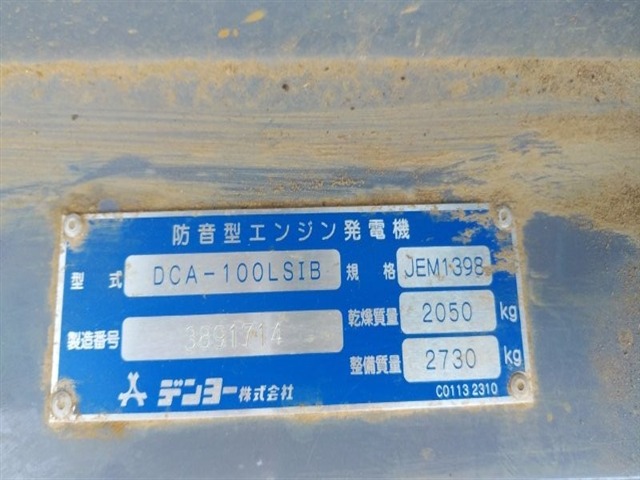 防音型エンジン発電機
型式 DCA-100LSIB 規格 JEM1398
乾燥質量 2050 kg
製造番号 3891714
整備質量 2730 kg
デンヨー株式会社
C0113 2310